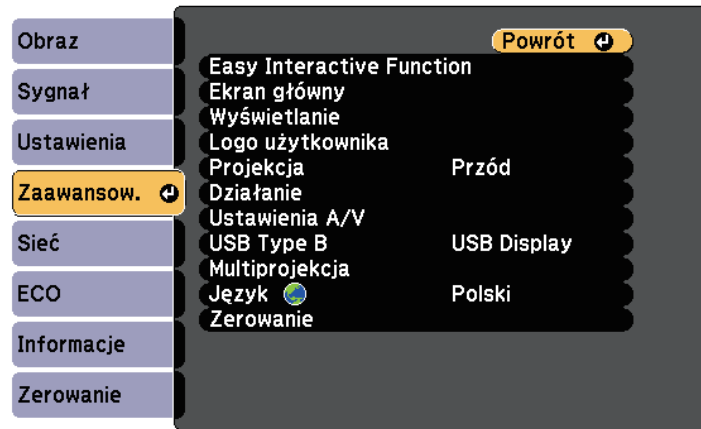 Obraz
Sygnał
Ustawienia
Zaawansow.
Sieć
ECO
Informacje
Zerowanie
Powrót
Easy Interactive Function
Ekran główny
Wyświetlanie
Logo użytkownika
Projekcja Przód
Działanie
Ustawienia A/V
USB Type B USB Display
Multiprojekcja
Język Polski
Zerowanie